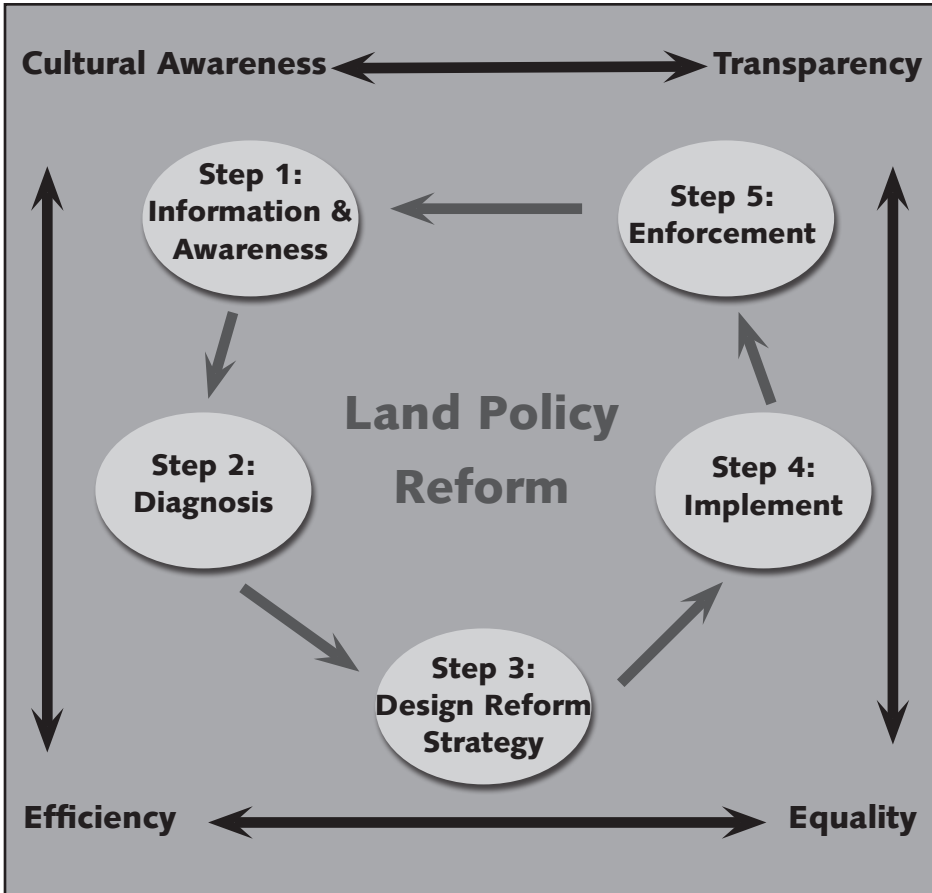 Cultural Awareness
Transparency
Step 1:
Information &
Awareness
Step 5:
Enforcement
Land Policy
Reform
Step 2:
Diagnosis
Step 4:
Implement
Step 3:
Design Reform
Strategy
Efficiency
Equality